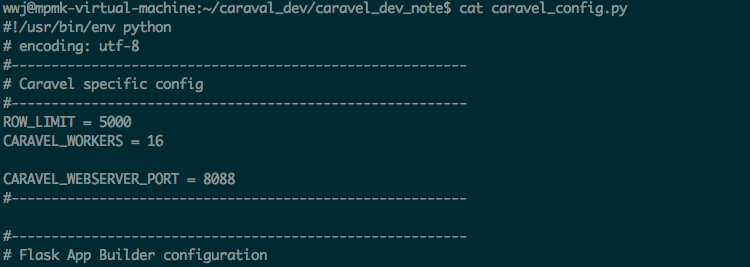 wwj@mpmk-virtual-machine:~/caraval_dev/caravel_dev_note$ cat caravel_config.py
#!/usr/bin/env python
# encoding: utf-8
#---------------------------------------------------------
# Caravel specific config
#---------------------------------------------------------
ROW_LIMIT = 5000
CARAVEL_WORKERS = 16
CARAVEL_WEBSERVER_PORT = 8088
#---------------------------------------------------------
#---------------------------------------------------------
# Flask App Builder configuration